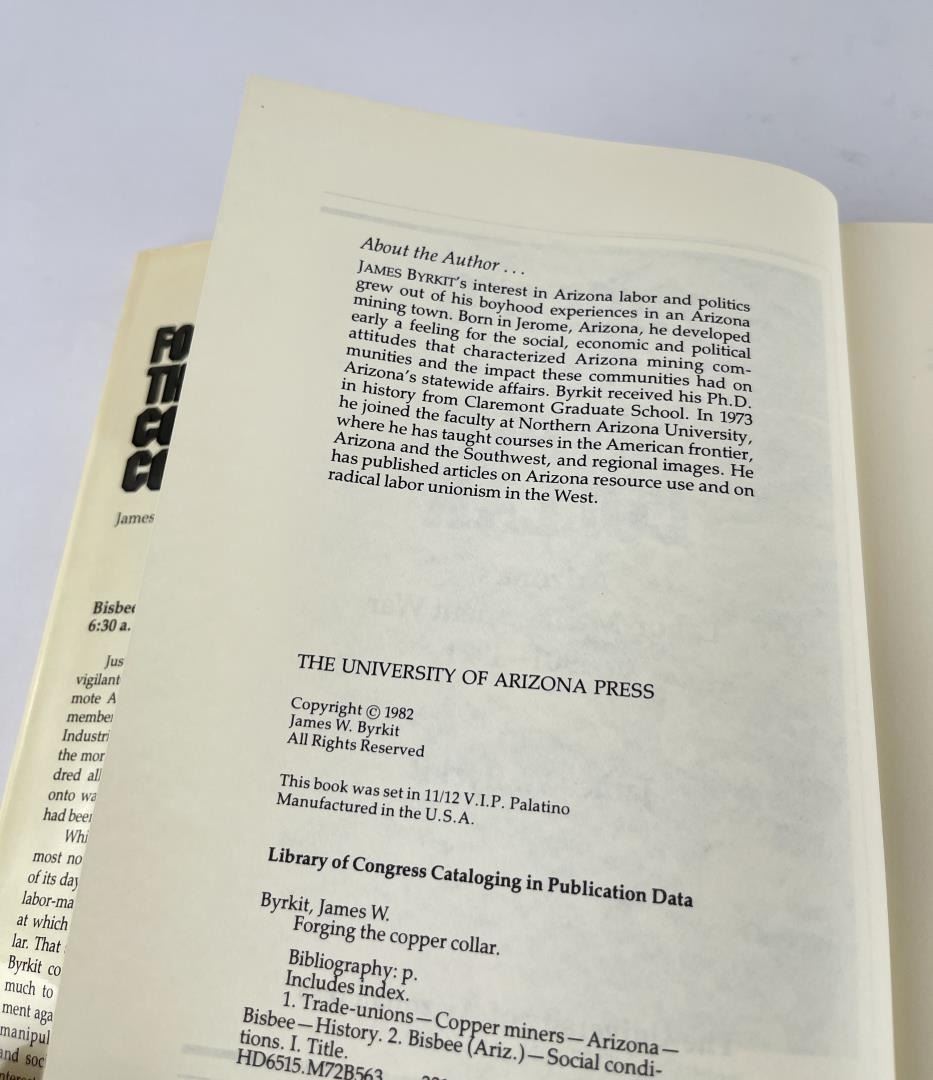 FO
TH
CO
CO
James
Bisbee
6:30 a.
Jus
vigilant
mote A
member
Industri
the mor
dred all
onto wa
had been
Whi
most no
of its day
labor-ma
at which
lar. That
Byrkit co
much to
ment aga
manipul
and soc
About the Author . . .
JAMES BYRKIT's interest in Arizona labor and politics
grew out of his boyhood experiences in an Arizona
mining town. Born in Jerome, Arizona, he developed
early a feeling for the social, economic and political
attitudes that characterized Arizona mining com-
munities and the impact these communities had on
Arizona's statewide affairs. Byrkit received his Ph.D.
in history from Claremont Graduate School. In 1973
he joined the faculty at Northern Arizona University,
where he has taught courses in the American frontier,
Arizona and the Southwest, and regional images. He
has published articles on Arizona resource use and on
radical labor unionism in the West.
THE UNIVERSITY OF ARIZONA PRESS
Copyright © 1982
James W. Byrkit
All Rights Reserved
This book was set in 11/12 V.I.P. Palatino
Manufactured in the U.S.A.
Library of Congress Cataloging in Publication Data
Byrkit, James W.
Forging the copper collar.
Bibliography: p.
Includes index.
1. Trade-unions—Copper miners—Arizona—
Bisbee—History. 2. Bisbee (Ariz.)—Social condi-
tions. I. Title.
HD6515.M72B563